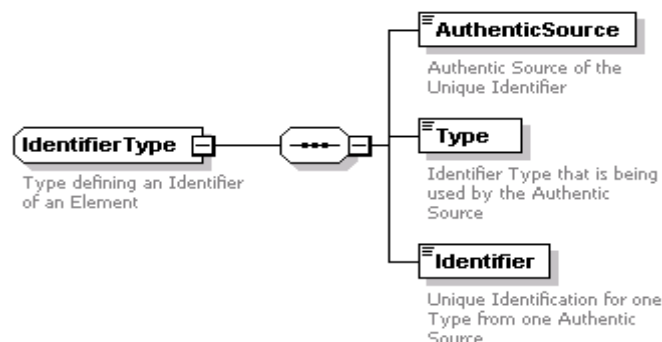 AuthenticSource
Authentic Source of the
Unique Identifier
IdentifierType
Type defining an Identifier
of an Element
Type
Identifier Type that is being
used by the Authentic
Source
Identifier
Unique Identification for one
Type from one Authentic
Source